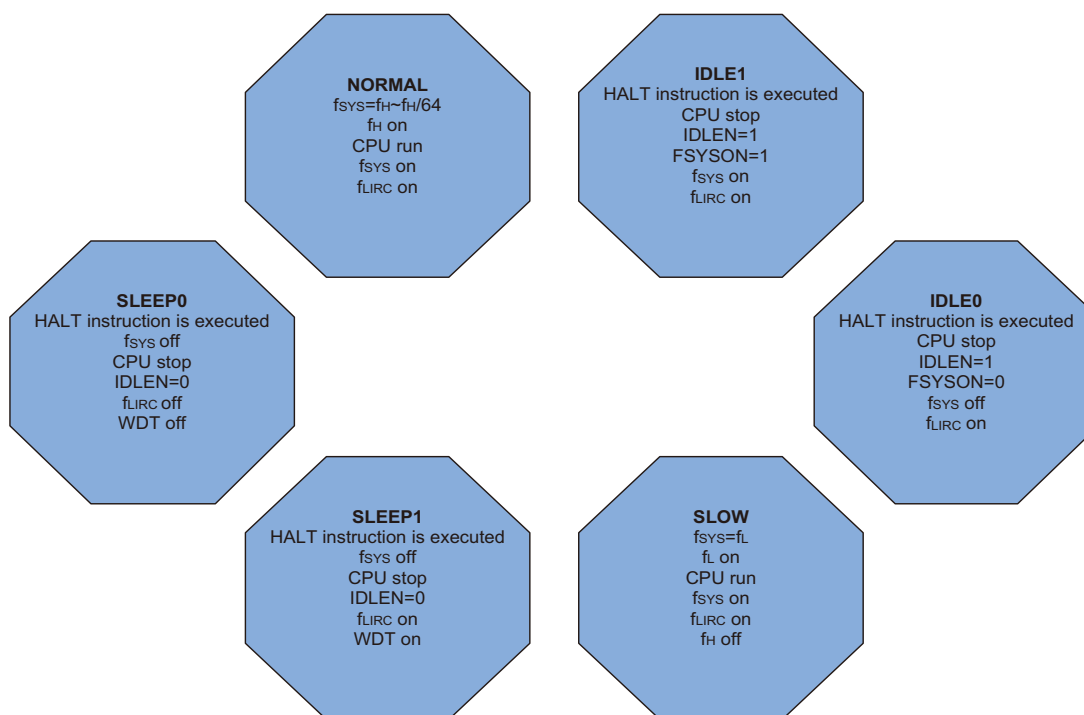 NORMAL
fSYS=fH~fH/64
fH on
CPU run
fSYS on
fLIRC on
IDLE1
HALT instruction is executed
CPU stop
IDLEN=1
FSYSON=1
fSYS on
fLIRC on
SLEEP0
HALT instruction is executed
fSYS off
CPU stop
IDLEN=0
fLIRC off
WDT off
IDLE0
HALT instruction is executed
CPU stop
IDLEN=1
FSYSON=0
fSYS off
fLIRC on
SLEEP1
HALT instruction is executed
fSYS off
CPU stop
IDLEN=0
fLIRC on
WDT on
SLOW
fSYS=fL
fL on
CPU run
fSYS on
fLIRC on
fH off